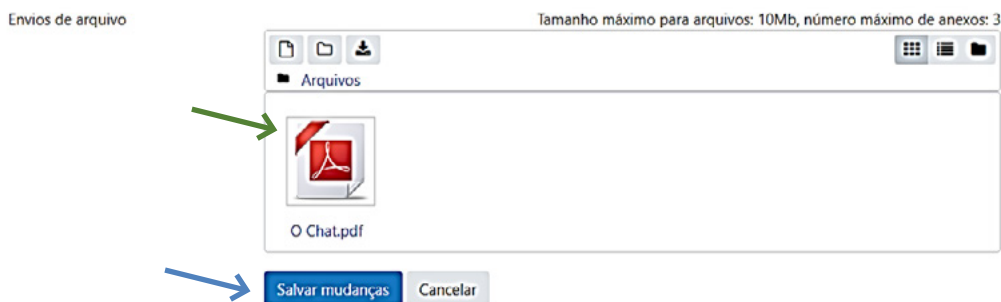 Envios de arquivo
Tamanho máximo para arquivos: 10Mb, número máximo de anexos: 3
Arquivos
O Chat.pdf
Salvar mudanças
Cancelar